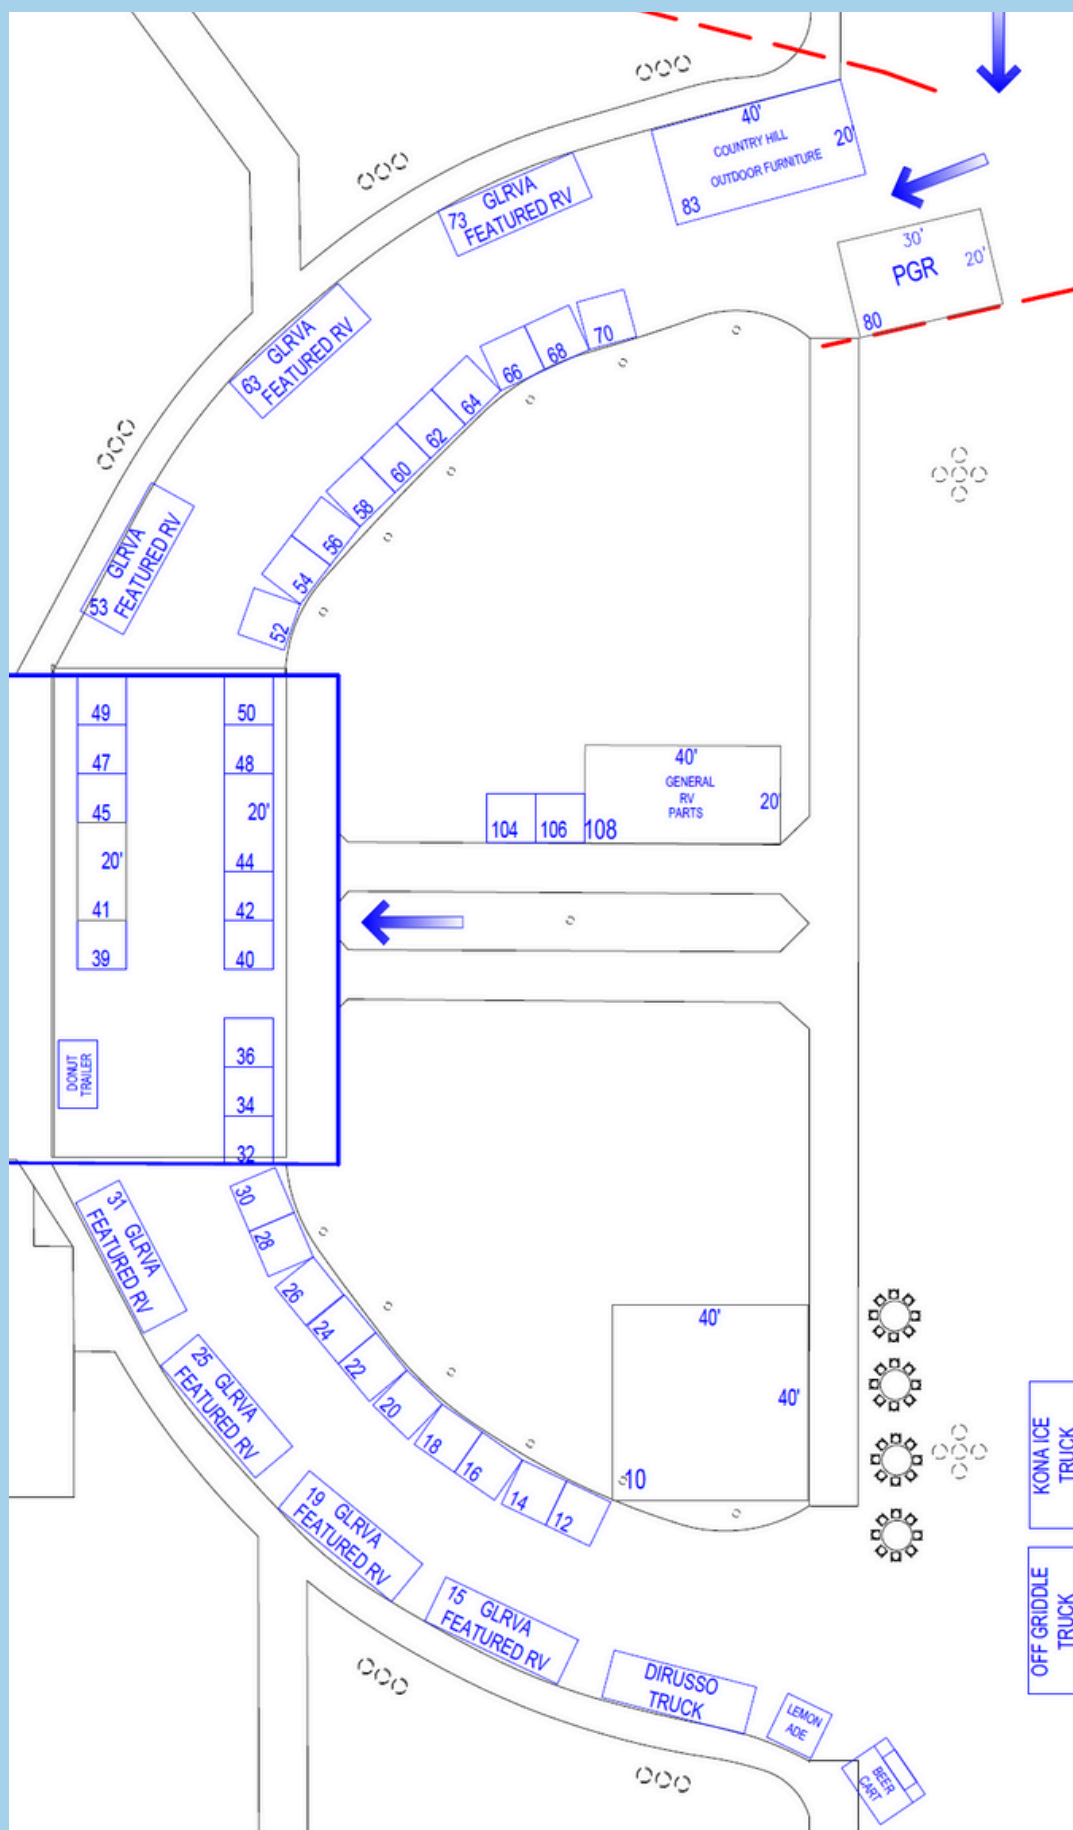 40'
COUNTRY HILL
20'
OUTDOOR FURNITURE
83
73 GLRVA
FEATURED RV
30'
20'
PGR
80
63 GLRVA
FEATURED RV
70
68
66
64
62
60
58
56
54
52
53 GLRVA
FEATURED RV
49
50
47
48
45
20'
40'
GENERAL
RV
PARTS
20'
104
106
108
20'
44
41
42
39
40
DONUT
TRAILER
36
34
32
30
28
26
24
22
20
18
16
14
12
31 GLRVA
FEATURED RV
25 GLRVA
FEATURED RV
19 GLRVA
FEATURED RV
15 GLRVA
FEATURED RV
40'
40'
10
KONA ICE
TRUCK
OFF GRIDDLE
TRUCK
DIRUSSO
TRUCK
LEMON
ADE
BEER
CART